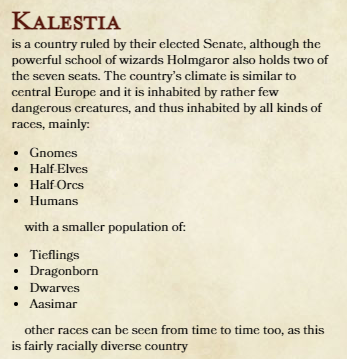 KALESTIA
is a country ruled by their elected Senate, although the
powerful school of wizards Holmgaror also holds two of
the seven seats. The country's climate is similar to
central Europe and it is inhabited by rather few
dangerous creatures, and thus inhabited by all kinds of
races, mainly:
• Gnomes
• Half-Elves
• Half-Orcs
• Humans
with a smaller population of:
• Tieflings
• Dragonborn
• Dwarves
• Aasimar
other races can be seen from time to time too, as this
is fairly racially diverse country